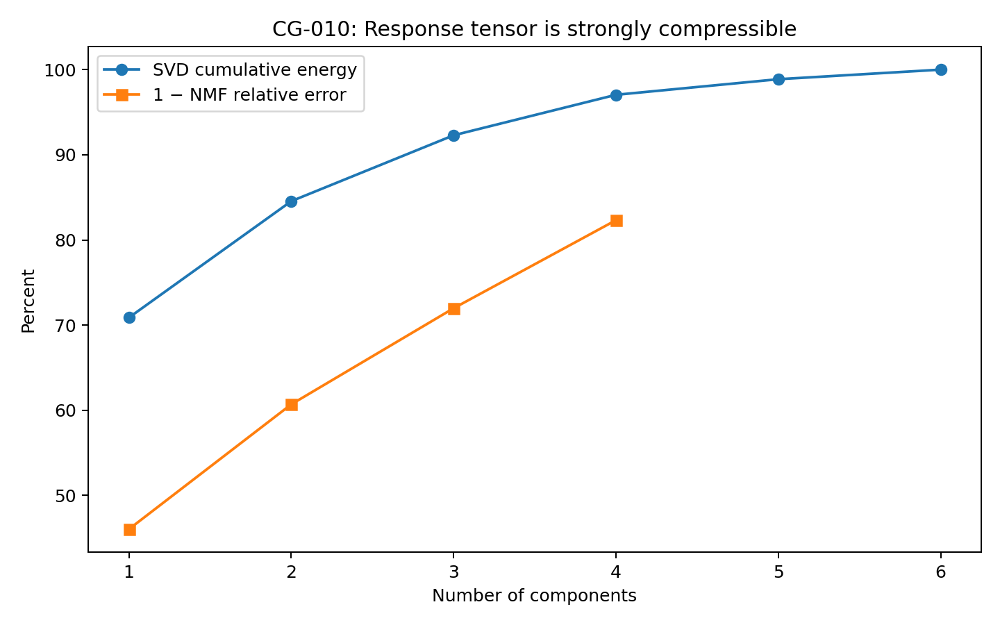 CG-010: Response tensor is strongly compressible
SVD cumulative energy
1 − NMF relative error
100
90
80
70
60
50
Percent
1 2 3 4 5 6
Number of components